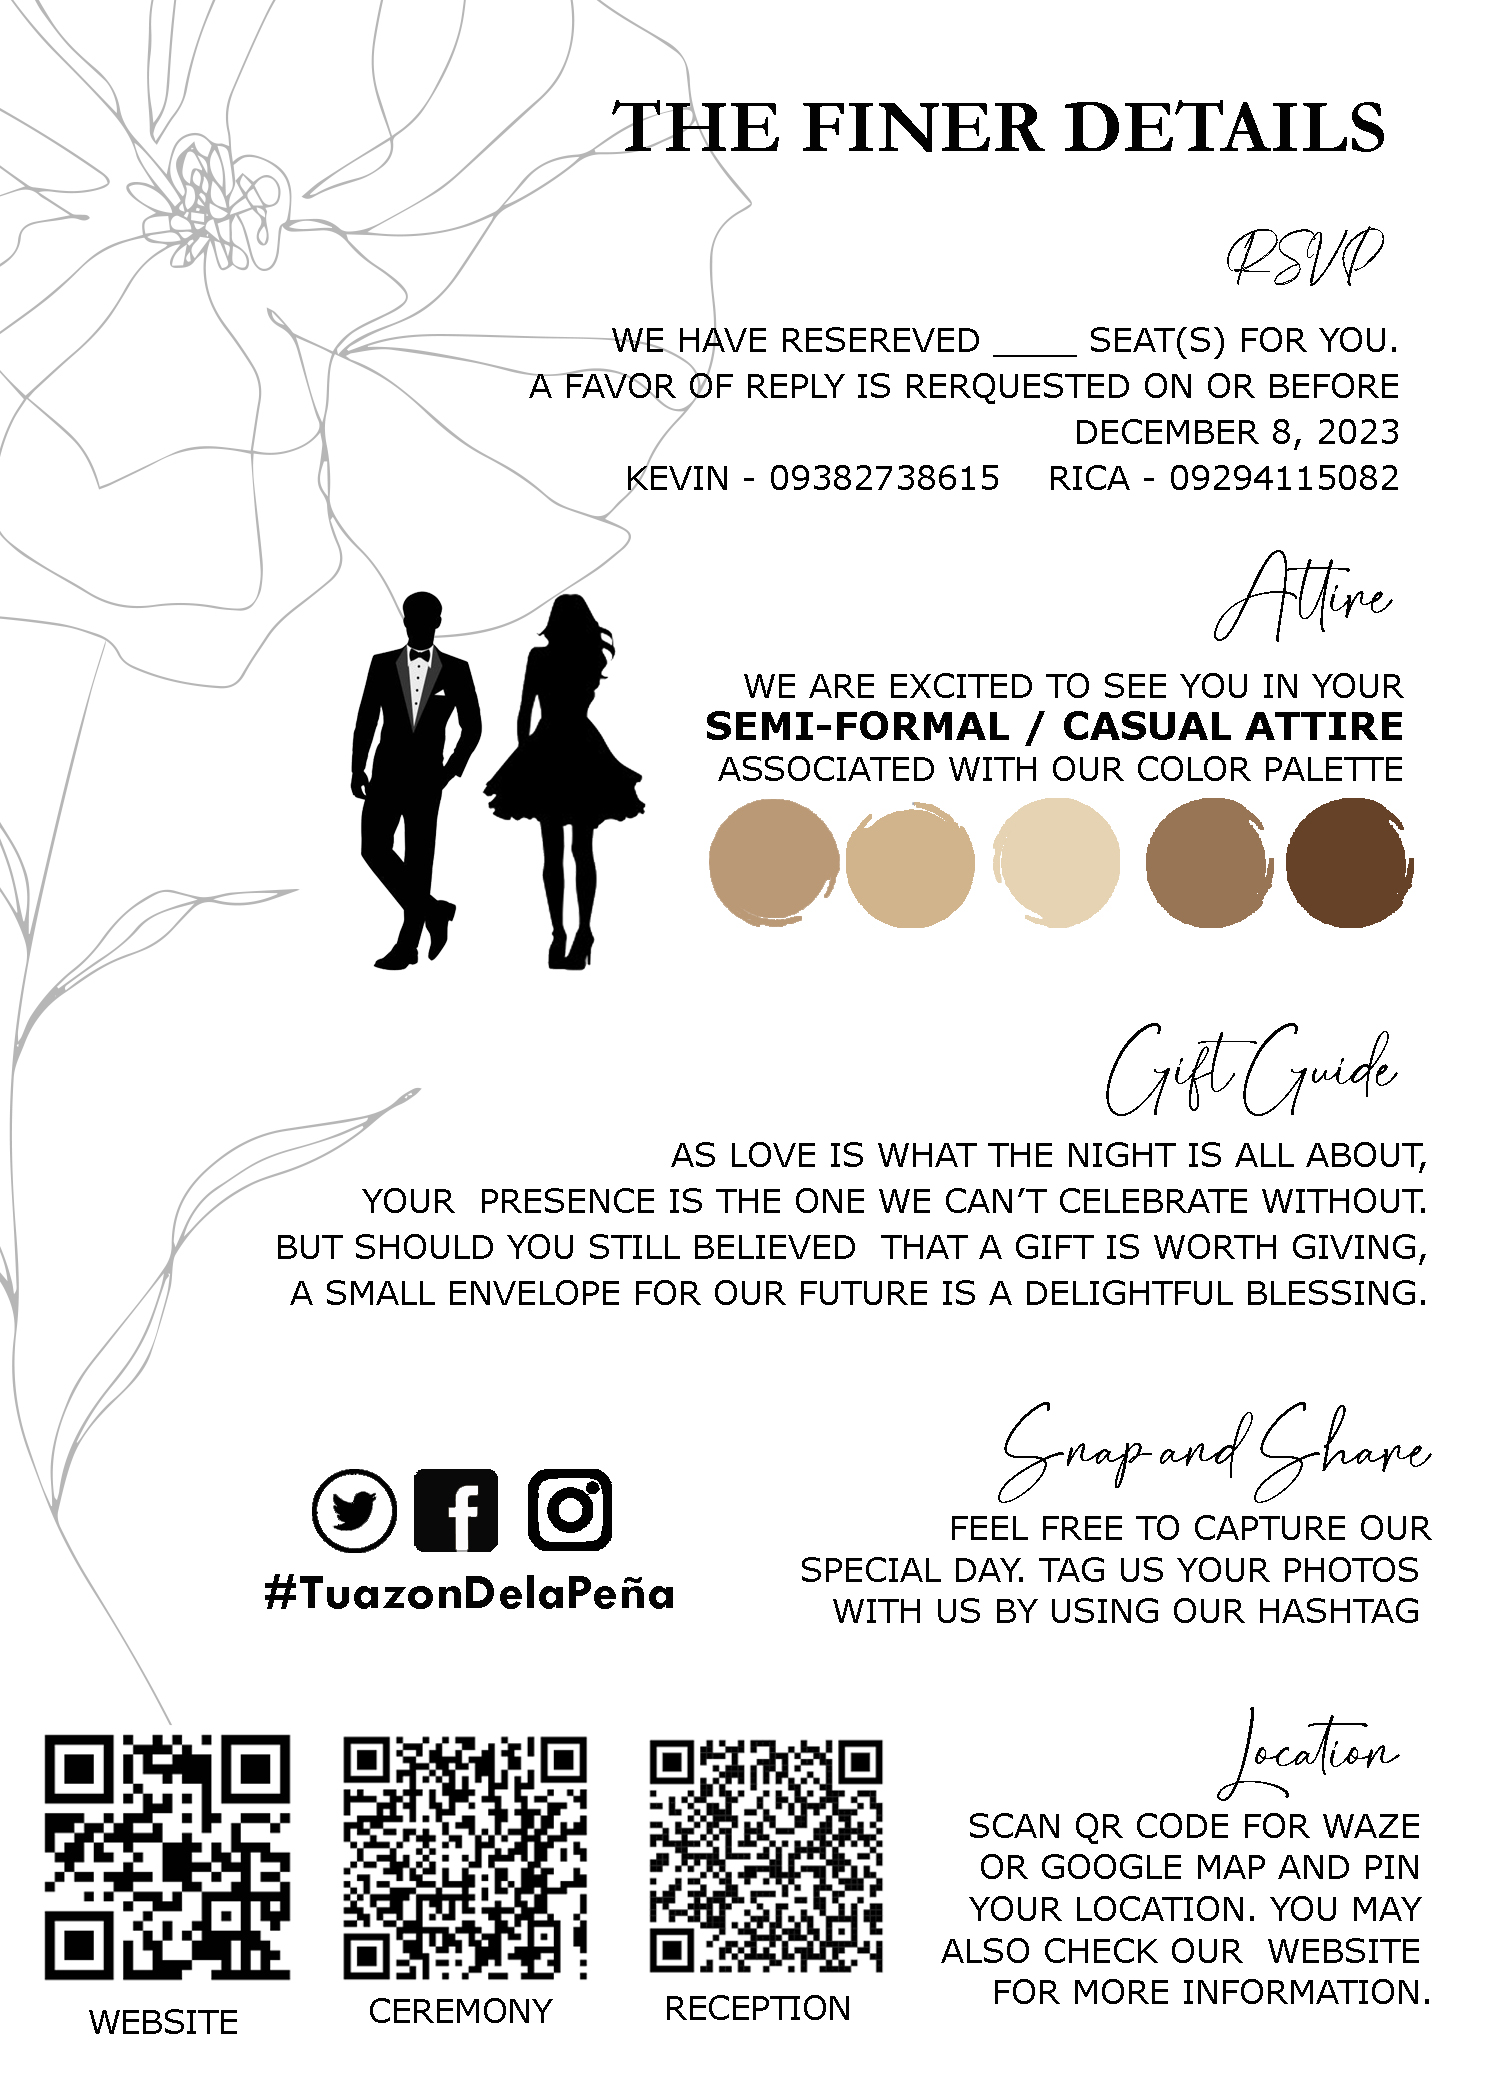 THE FINER DETAILS
RSVP
WE HAVE RESEREVED ____ SEAT(S) FOR YOU.
A FAVOR OF REPLY IS RERQUESTED ON OR BEFORE
DECEMBER 8, 2023
KEVIN - 09382738615 RICA - 09294115082
Attire
WE ARE EXCITED TO SEE YOU IN YOUR
SEMI-FORMAL / CASUAL ATTIRE
ASSOCIATED WITH OUR COLOR PALETTE
Gift Guide
AS LOVE IS WHAT THE NIGHT IS ALL ABOUT,
YOUR PRESENCE IS THE ONE WE CAN'T CELEBRATE WITHOUT.
BUT SHOULD YOU STILL BELIEVED THAT A GIFT IS WORTH GIVING,
A SMALL ENVELOPE FOR OUR FUTURE IS A DELIGHTFUL BLESSING.
Snap and Share
FEEL FREE TO CAPTURE OUR
SPECIAL DAY. TAG US YOUR PHOTOS
WITH US BY USING OUR HASHTAG
#TuazonDelaPeña
Location
SCAN QR CODE FOR WAZE
OR GOOGLE MAP AND PIN
YOUR LOCATION. YOU MAY
ALSO CHECK OUR WEBSITE
FOR MORE INFORMATION.
WEBSITE
CEREMONY
RECEPTION